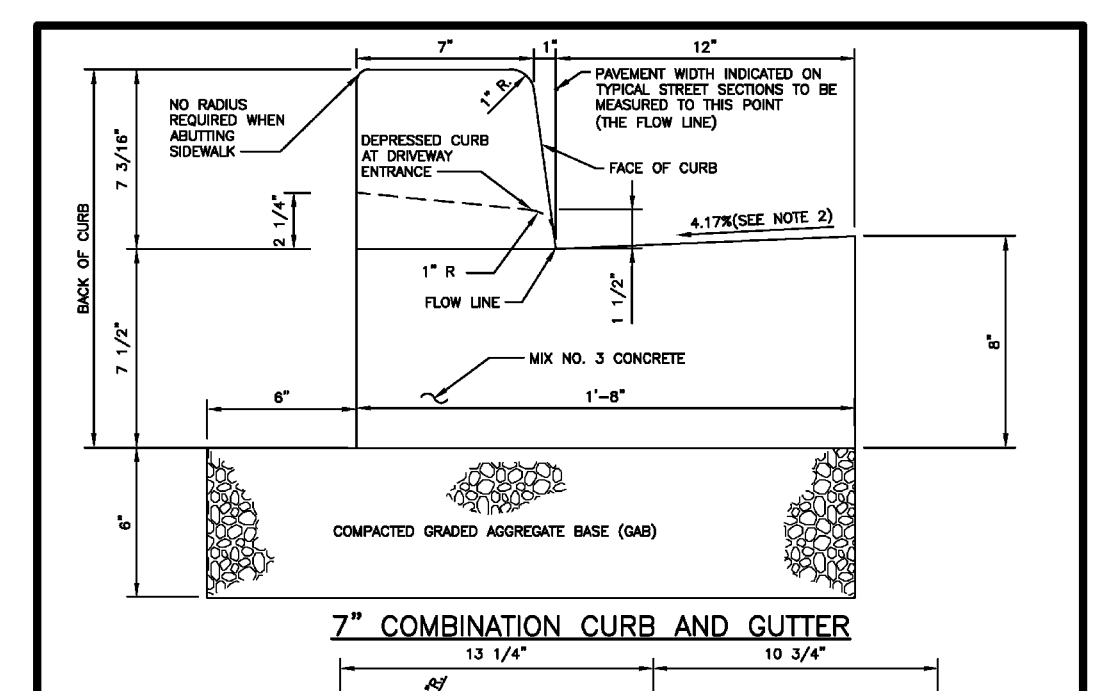 7"
1"
12"
PAVEMENT WIDTH INDICATED ON
TYPICAL STREET SECTIONS TO BE
MEASURED TO THIS POINT
(THE FLOW LINE)
NO RADIUS
REQUIRED WHEN
ABUTTING
SIDEWALK
1" R.
7 3/16"
DEPRESSED CURB
AT DRIVEWAY
ENTRANCE
FACE OF CURB
BACK OF CURB
2 1/4"
4.17%(SEE NOTE 2)
1" R
FLOW LINE
1 1/2"
7 1/2"
8"
MIX NO. 3 CONCRETE
6"
1'-8"
6"
COMPACTED GRADED AGGREGATE BASE (GAB)
7" COMBINATION CURB AND GUTTER
13 1/4"
10 3/4"